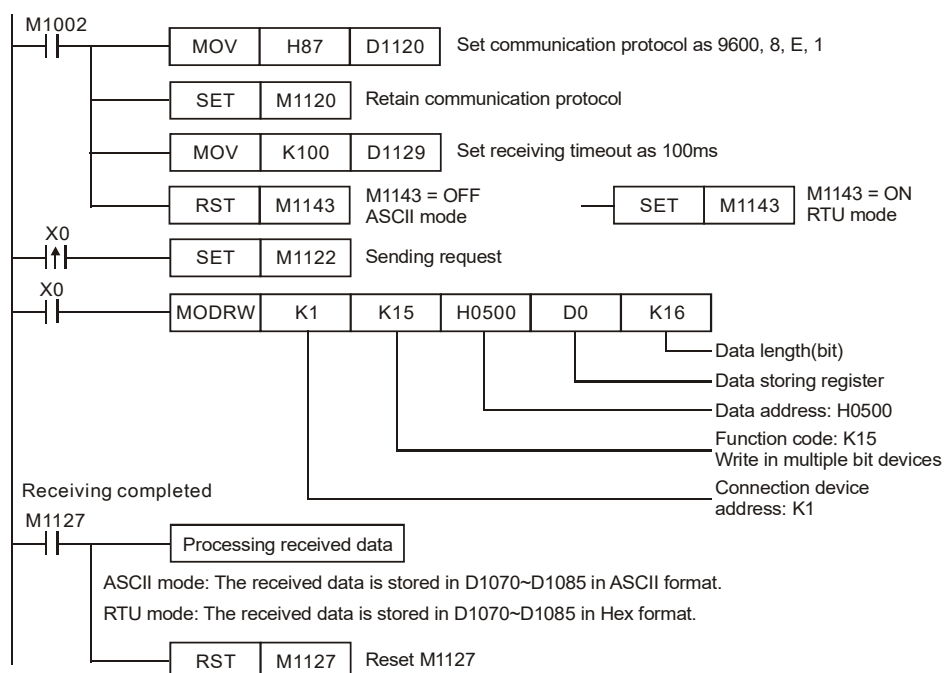 M1002
MOV H87 D1120 Set communication protocol as 9600, 8, E, 1
SET M1120 Retain communication protocol
MOV K100 D1129 Set receiving timeout as 100ms
RST M1143 M1143 = OFF
ASCII mode
SET M1143 M1143 = ON
RTU mode
X0
SET M1122 Sending request
X0
MODRW K1 K15 H0500 D0 K16
Data length(bit)
Data storing register
Data address: H0500
Function code: K15
Write in multiple bit devices
Connection device
address: K1
Receiving completed
M1127
Processing received data
ASCII mode: The received data is stored in D1070~D1085 in ASCII format.
RTU mode: The received data is stored in D1070~D1085 in Hex format.
RST M1127 Reset M1127